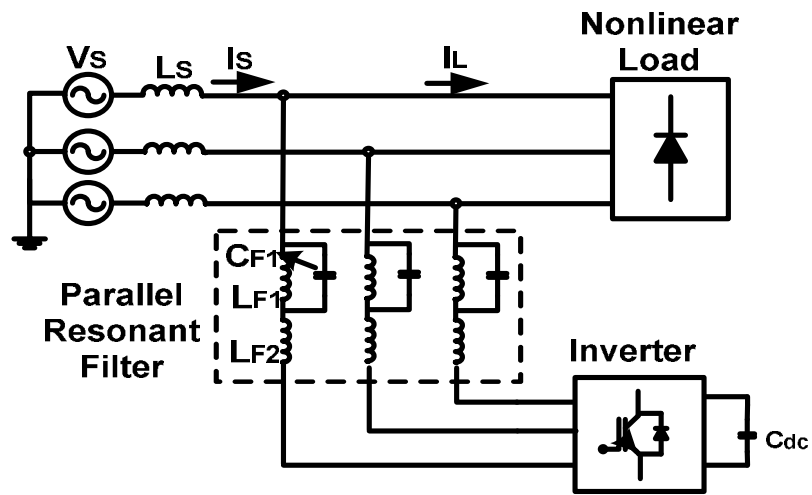 Nonlinear
Load
Vs
Ls
Is
IL
CF1
LF1
LF2
Parallel
Resonant
Filter
Inverter
Cdc